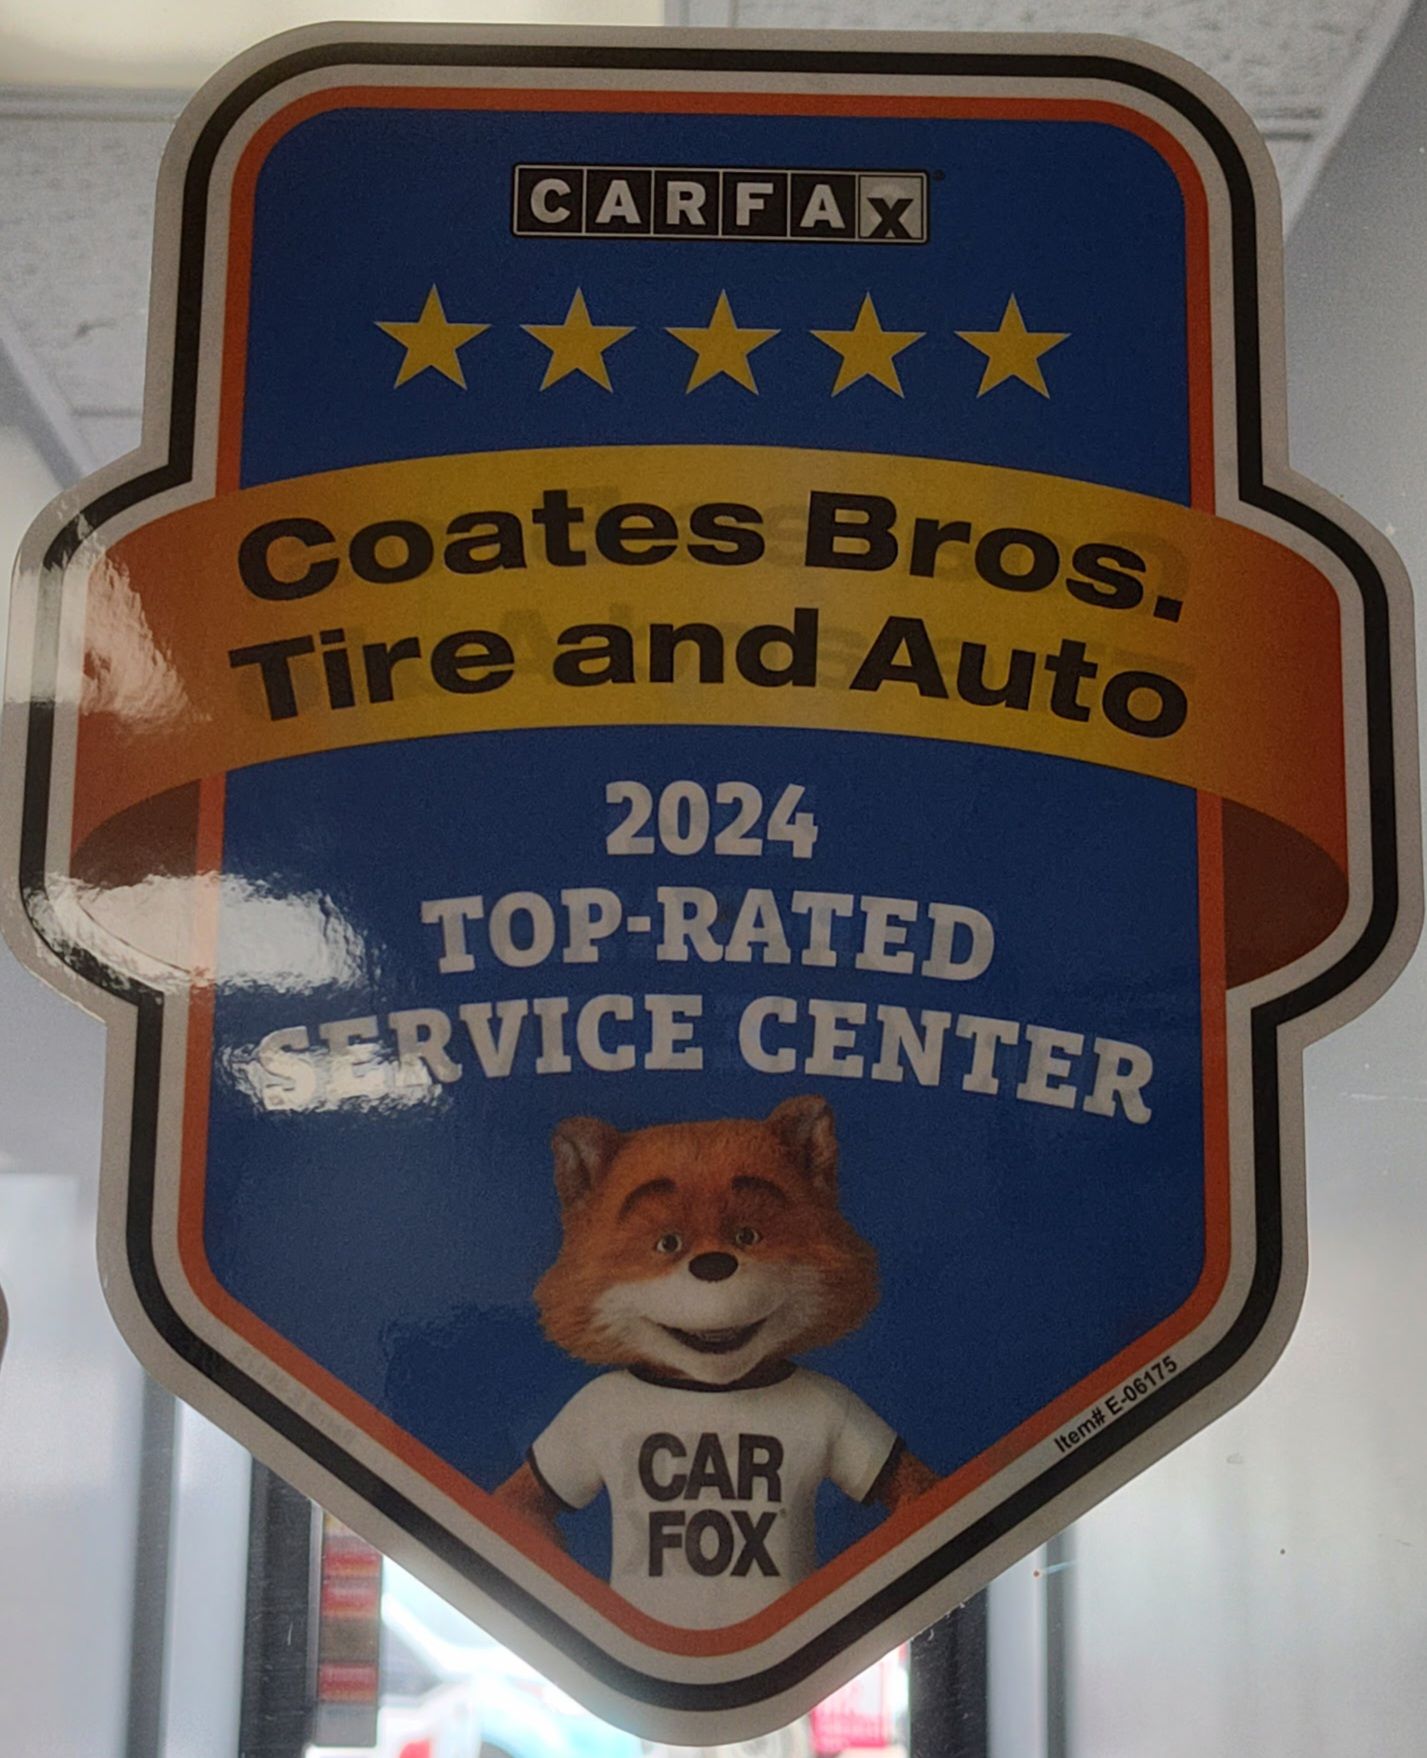 CARFAX
Coates Bros.
Tire and Auto
2024
TOP-RATED
SERVICE CENTER
CAR
FOX
Item# E-06175